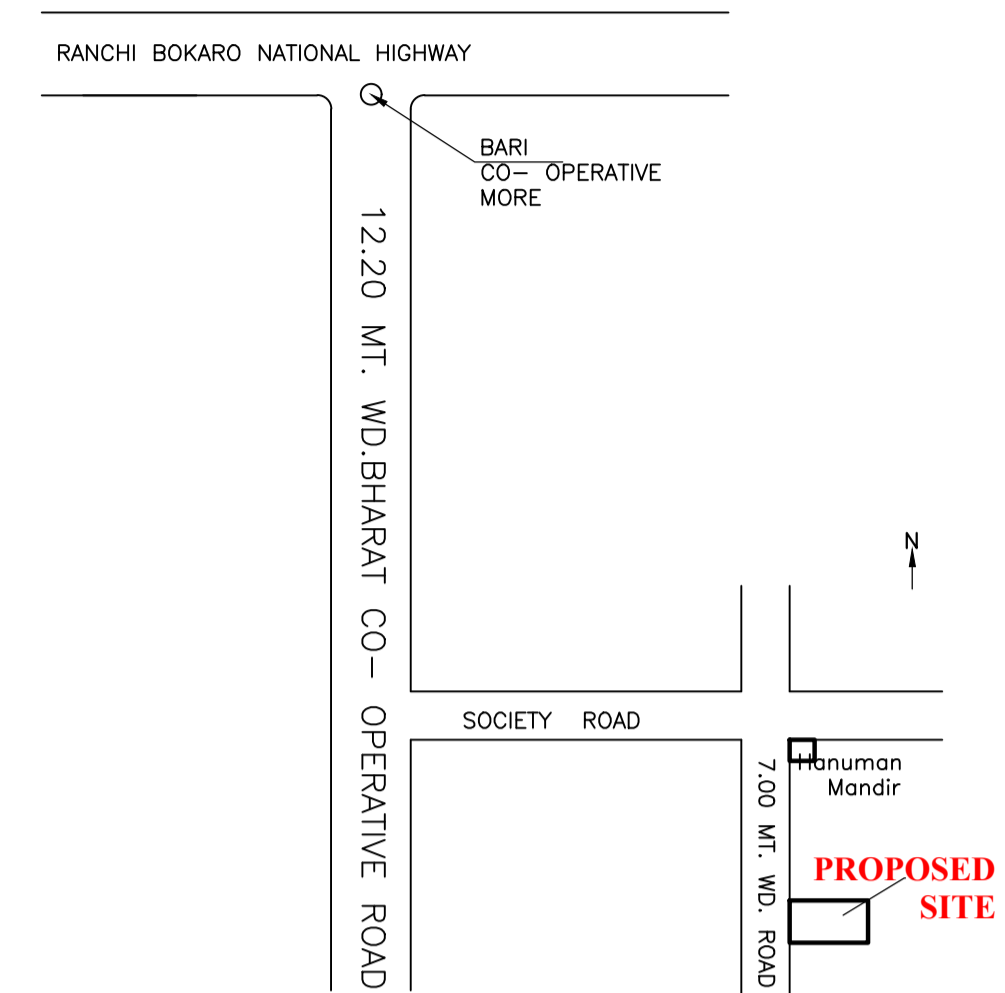 RANCHI BOKARO NATIONAL HIGHWAY
BARI
CO- OPERATIVE
MORE
12.20 MT. WD.BHARAT CO- OPERATIVE ROAD
N
SOCIETY ROAD
Hanuman
Mandir
7.00 MT. WD. ROAD
PROPOSED
SITE